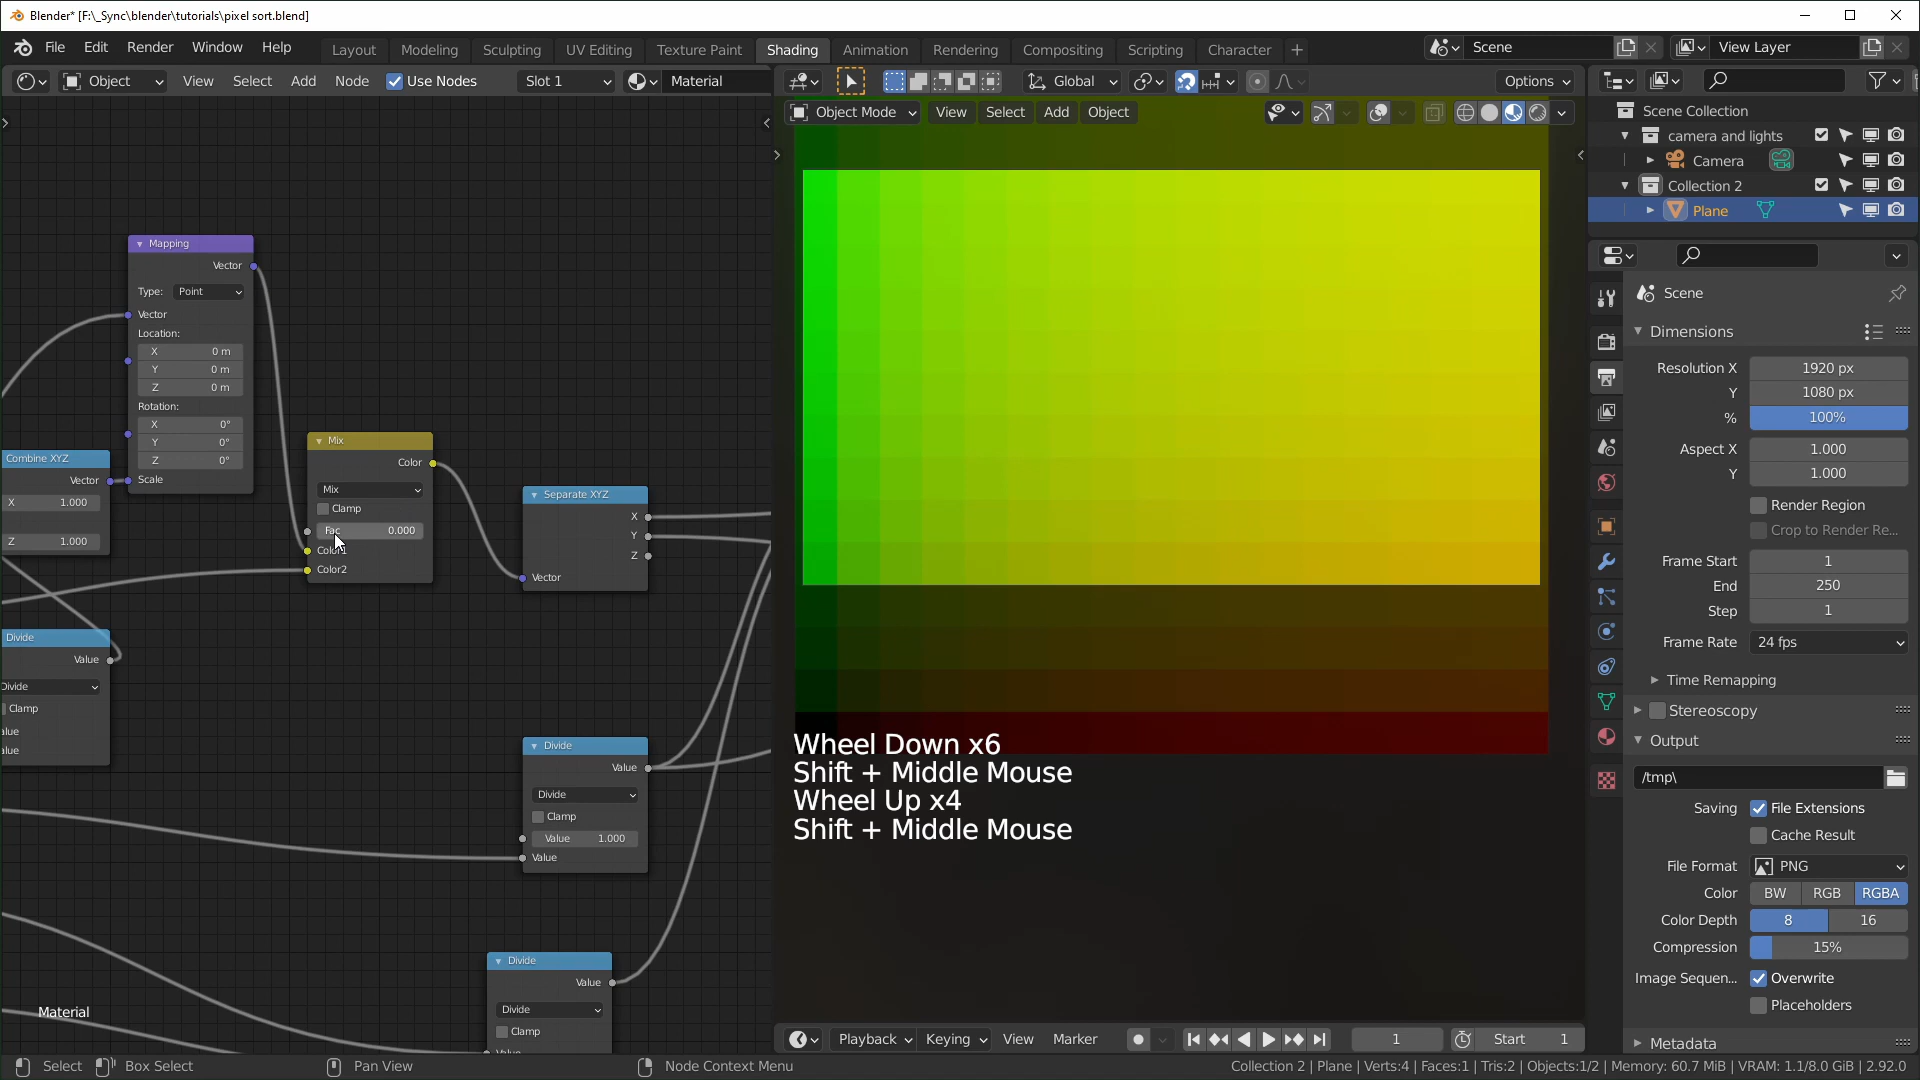 Blender* [F:\_Sync\blender\tutorials\pixel sort.blend]
File Edit Render Window Help Layout Modeling Sculpting UV Editing Texture Paint Shading Animation Rendering Compositing Scripting Character + Scene View Layer
Object View Select Add Node Use Nodes Slot 1 Material Global Options
Object Mode View Select Add Object
Scene Collection
camera and lights
Camera
Collection 2
Plane
Mapping
Vector
Type: Point
Vector
Location:
X 0 m
Y 0 m
Z 0 m
Rotation:
X 0°
Y 0°
Z 0°
Scale
Combine XYZ
Vector
X 1.000
Z 1.000
Mix
Color
Mix
Clamp
Fac 0.000
Color1
Color2
Separate XYZ
X
Y
Z
Vector
Divide
Value
Divide
Clamp
alue
alue
Divide
Value
Divide
Clamp
Value 1.000
Value
Divide
Value
Divide
Clamp
Value
Material
Wheel Down x6
Shift + Middle Mouse
Wheel Up x4
Shift + Middle Mouse
Scene
Dimensions
Resolution X 1920 px
Y 1080 px
% 100%
Aspect X 1.000
Y 1.000
Render Region
Crop to Render Re...
Frame Start 1
End 250
Step 1
Frame Rate 24 fps
Time Remapping
Stereoscopy
Output
/tmp\
Saving File Extensions
Cache Result
File Format PNG
Color BW RGB RGBA
Color Depth 8 16
Compression 15%
Image Sequen... Overwrite
Placeholders
Metadata
Playback Keying View Marker 1 Start 1
Select Box Select Pan View Node Context Menu Collection 2 | Plane | Verts:4 | Faces:1 | Tris:2 | Objects:1/2 | Memory: 60.7 MiB | VRAM: 1.1/8.0 GiB | 2.92.0